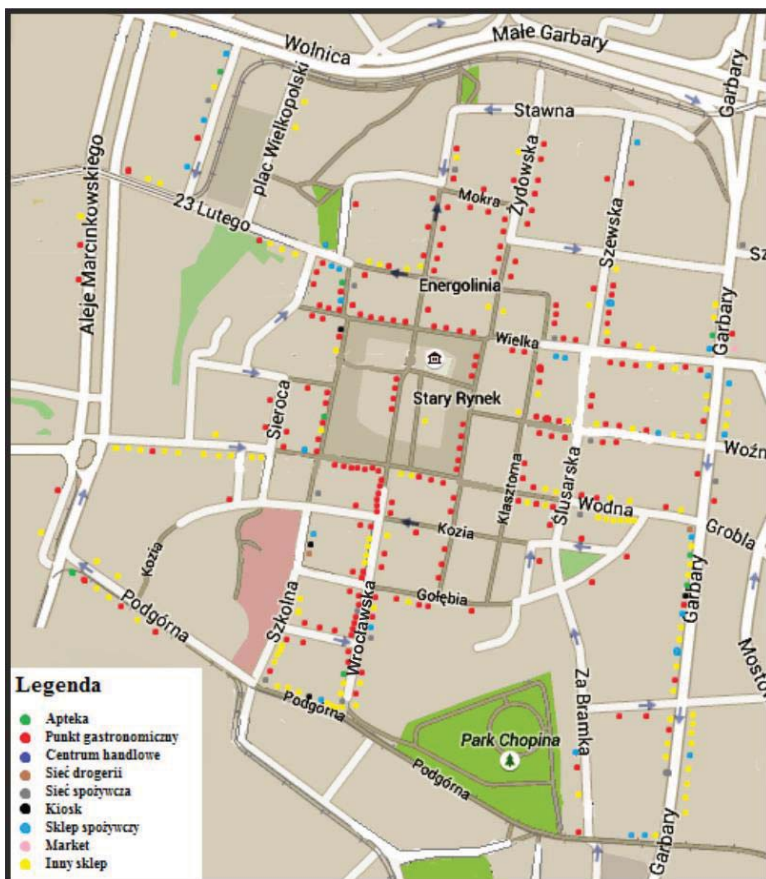 Wolnica
Małe Garbary
Garbary
plac Wielkopolski
Stawna
Aleje Marcinkowskiego
Żydowska
Mokra
23 Lutego
Szewska
Energolinia
Garbary
Wielka
Stary Rynek
Sieroca
Klasztorna
Ślusarska
Woźn
Wodna
Grobla
Kozia
Kozia
Gołębia
Garbary
Podgórna
Szkolna
Wrocławska
Mostow
Za Bramka
Podgórna
Park Chopina
Podgórna
Garbary
Legenda
Apteka
Punkt gastronomiczny
Centrum handlowe
Sieć drogerii
Sieć spożywcza
Kiosk
Sklep spożywczy
Market
Inny sklep